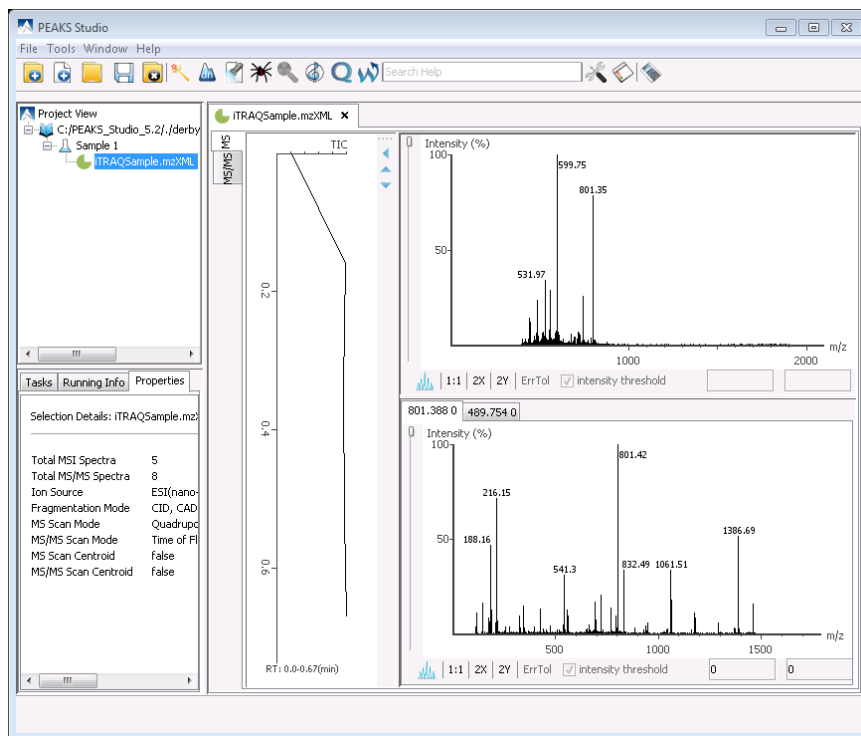 PEAKS Studio
File Tools Window Help
Search Help
Project View
C:/PEAKS_Studio_5.2/./derby
Sample 1
iTRAQSample.mzXML
Tasks Running Info Properties
Selection Details: iTRAQSample.mz
Total MSI Spectra 5
Total MS/MS Spectra 8
Ion Source ESI(nano-
Fragmentation Mode CID, CAD
MS Scan Mode Quadrupo
MS/MS Scan Mode Time of Fl
MS Scan Centroid false
MS/MS Scan Centroid false
iTRAQSample.mzXML
MS
MS/MS
TIC
0.2
0.4
0.6
RT: 0.0-0.67(min)
Intensity (%)
100
599.75
801.35
50
531.97
1000
2000
m/z
1:1 2X 2Y ErrTol intensity threshold
801.388 0 489.754 0
Intensity (%)
100
801.42
216.15
188.16
50
541.3
832.49
1061.51
1386.69
500
1000
1500
m/z
1:1 2X 2Y ErrTol intensity threshold 0 0